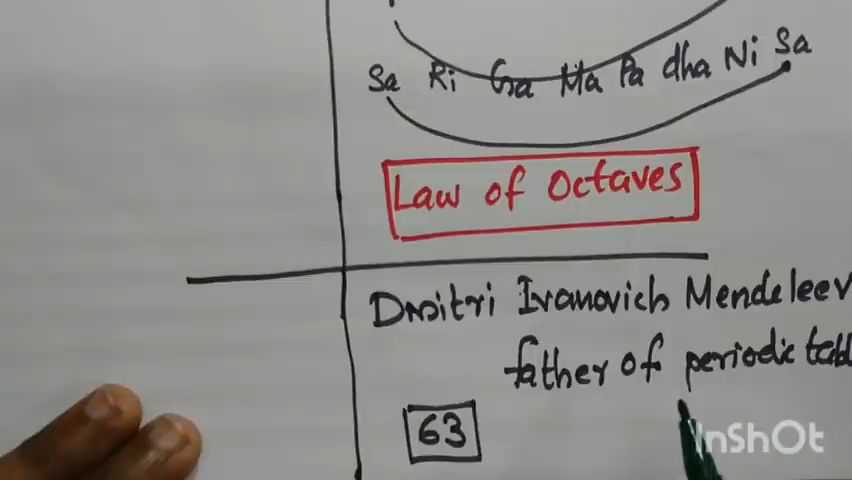 Sa Ri Ga Ma Pa dha Ni Sa
Law of Octaves
Dmitri Ivanovich Mendeleev
father of periodic tabl
63
InShOt